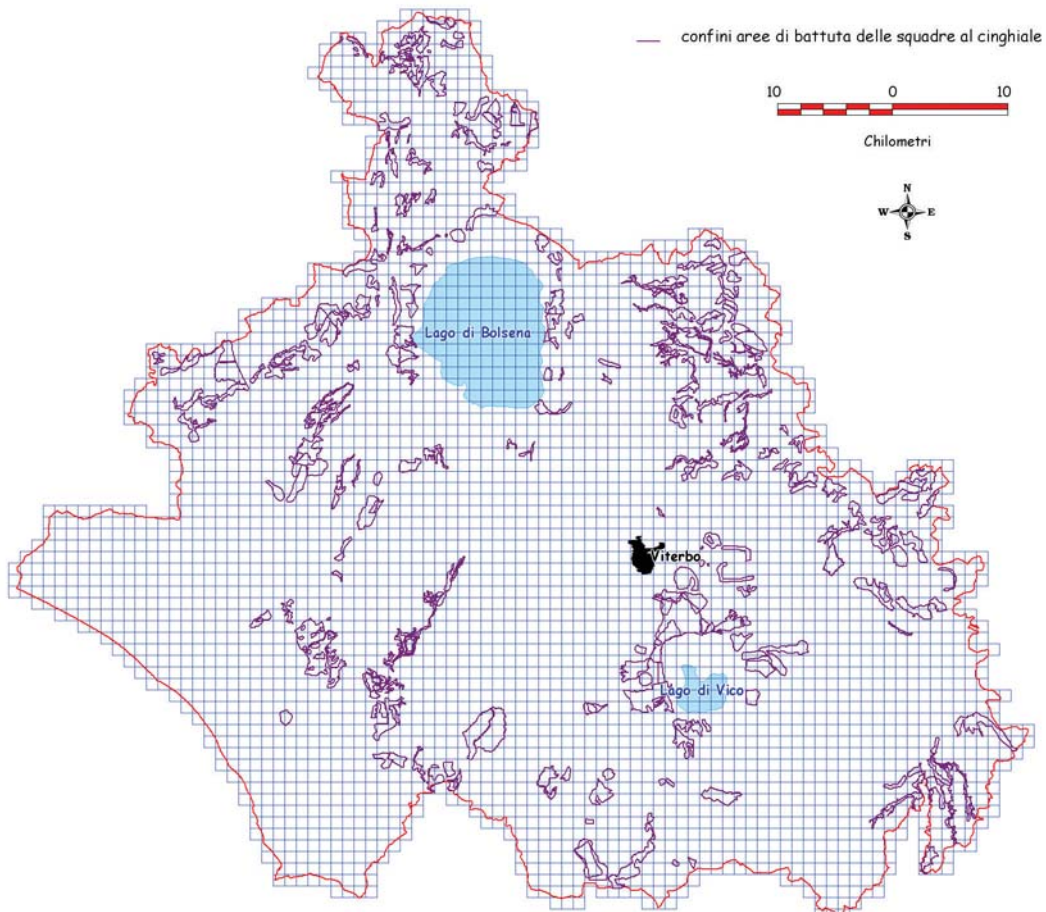 confini aree di battuta delle squadre al cinghiale
10 0 10
Chilometri
N
W E
S
Lago di Bolsena
Viterbo
Lago di Vico